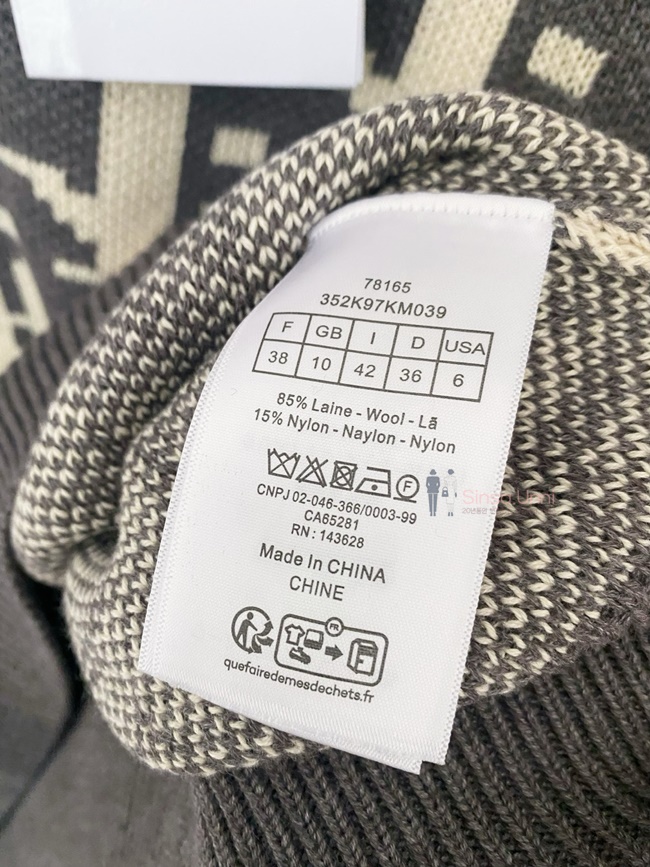 78165
352K97KM039
F GB I D USA
38 10 42 36 6
85% Laine - Wool - Lã
15% Nylon - Naylon - Nylon
F
CNPJ 02-046-366/0003-99
CA65281
RN : 143628
Made In CHINA
CHINE
FR
quefairedemesdechets.fr